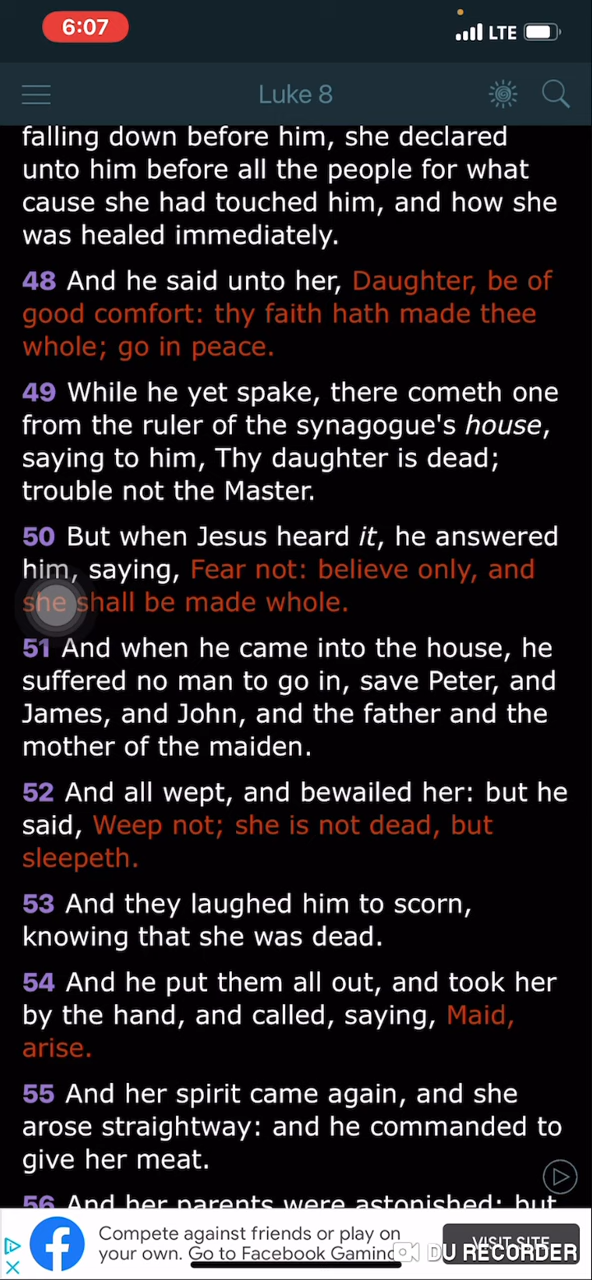 6:07
LTE
Luke 8
falling down before him, she declared
unto him before all the people for what
cause she had touched him, and how she
was healed immediately.
48 And he said unto her, Daughter, be of
good comfort: thy faith hath made thee
whole; go in peace.
49 While he yet spake, there cometh one
from the ruler of the synagogue's house,
saying to him, Thy daughter is dead;
trouble not the Master.
50 But when Jesus heard it, he answered
him, saying, Fear not: believe only, and
she shall be made whole.
51 And when he came into the house, he
suffered no man to go in, save Peter, and
James, and John, and the father and the
mother of the maiden.
52 And all wept, and bewailed her: but he
said, Weep not; she is not dead, but
sleepeth.
53 And they laughed him to scorn,
knowing that she was dead.
54 And he put them all out, and took her
by the hand, and called, saying, Maid,
arise.
55 And her spirit came again, and she
arose straightway: and he commanded to
give her meat.
56 And her parents were astonished: but
Compete against friends or play on
your own. Go to Facebook Gaming
VISIT SITE
DU RECORDER